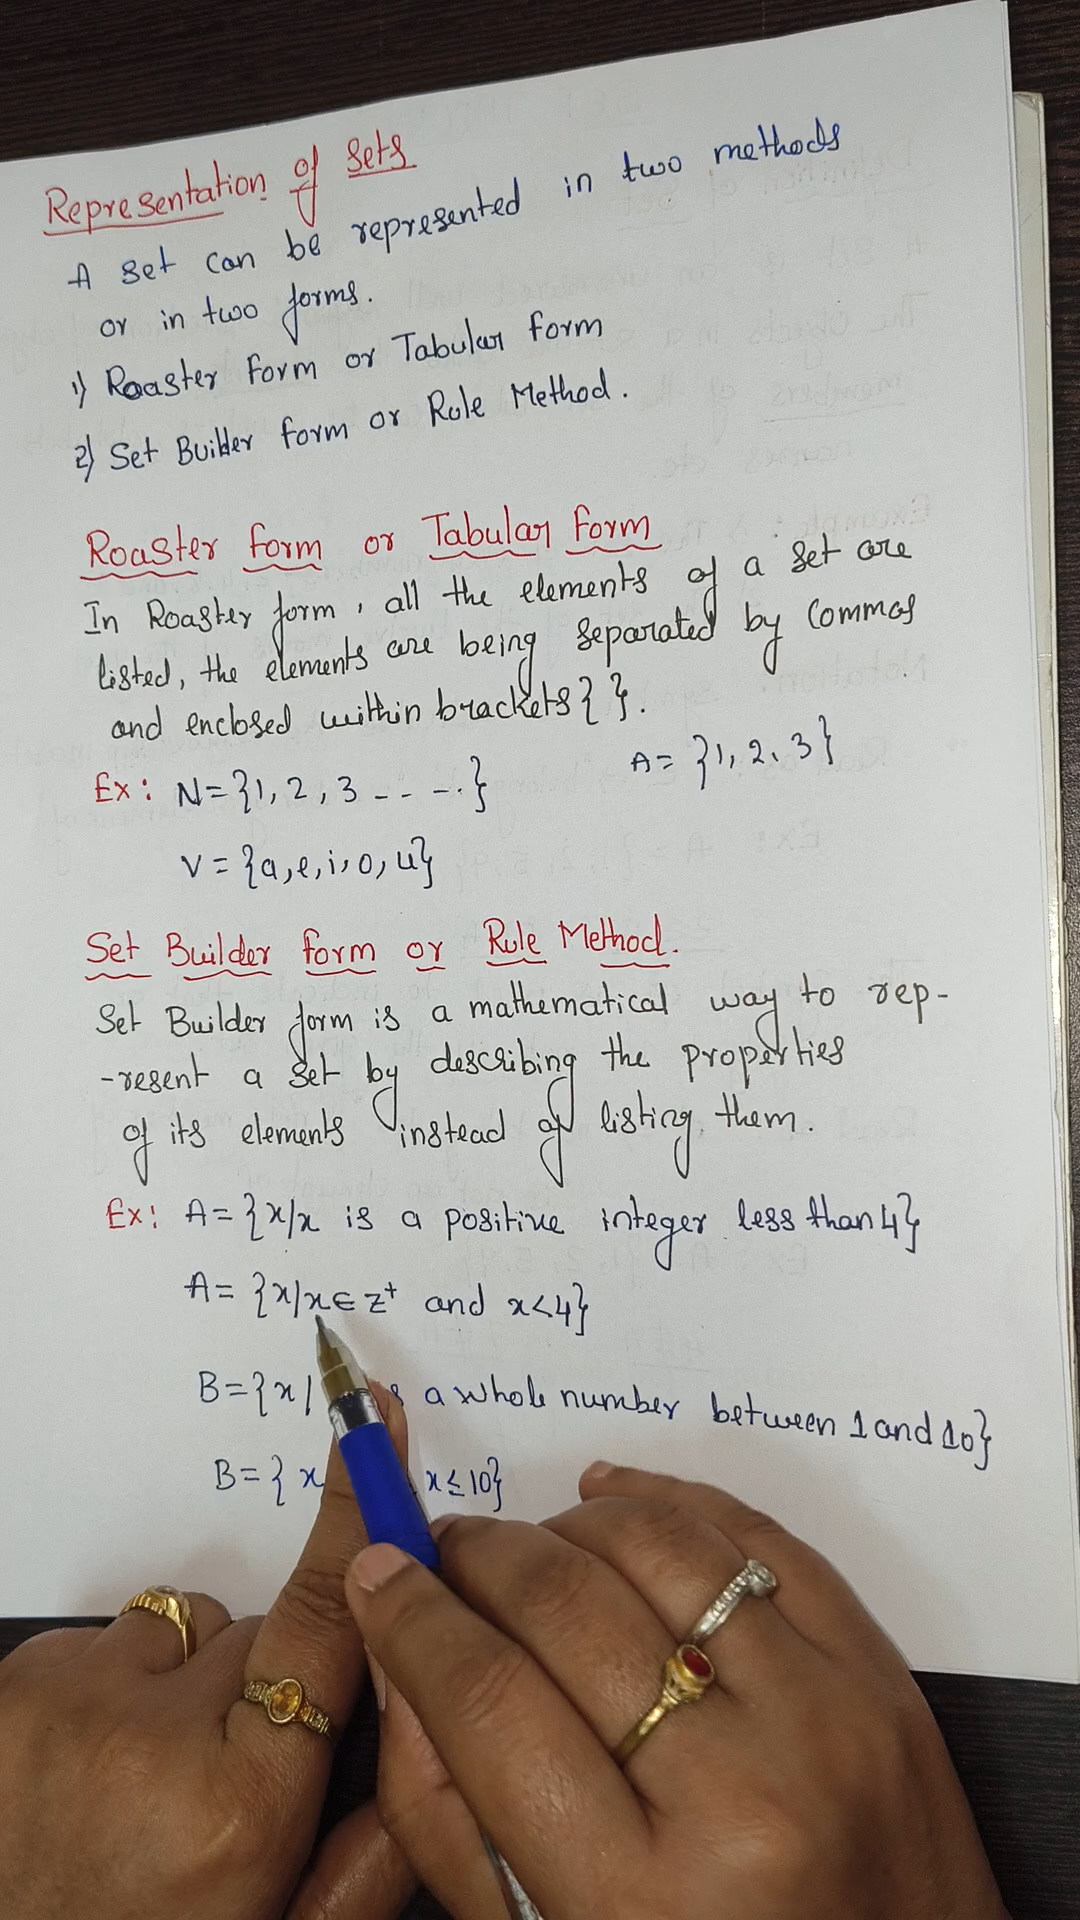 Representation of Sets
A Set can be represented in two methods
or in two forms.
1) Roaster Form or Tabular Form
2) Set Builder Form or Rule Method.
Roaster Form or Tabular Form
In Roaster form, all the elements of a Set are
listed, the elements are being separated by Commas
and enclosed within brackets { }.
Ex: N={1, 2, 3 - - - .} A= {1, 2, 3}
V = {a, e, i, o, u}
Set Builder Form or Rule Method.
Set Builder form is a mathematical way to rep-
-resent a Set by describing the properties
of its elements instead of listing them.
Ex: A= {x/x is a positive integer less than 4}
A= {x/x∈ z⁺ and x<4}
B={x/ a whole number between 1 and 10}
B={ x x≤10}